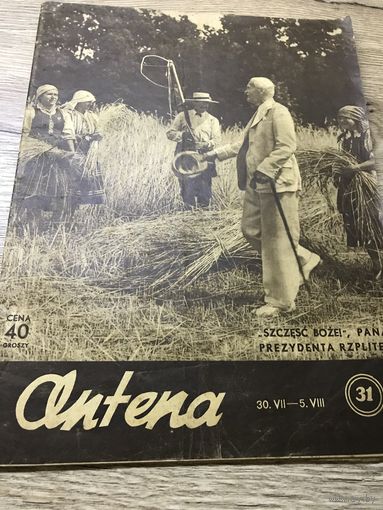 CENA
40
GROSZY
„SZCZĘŚĆ BOŻE!", PANA
PREZYDENTA RZPLITEJ
Antena
30. VII—5. VIII
31